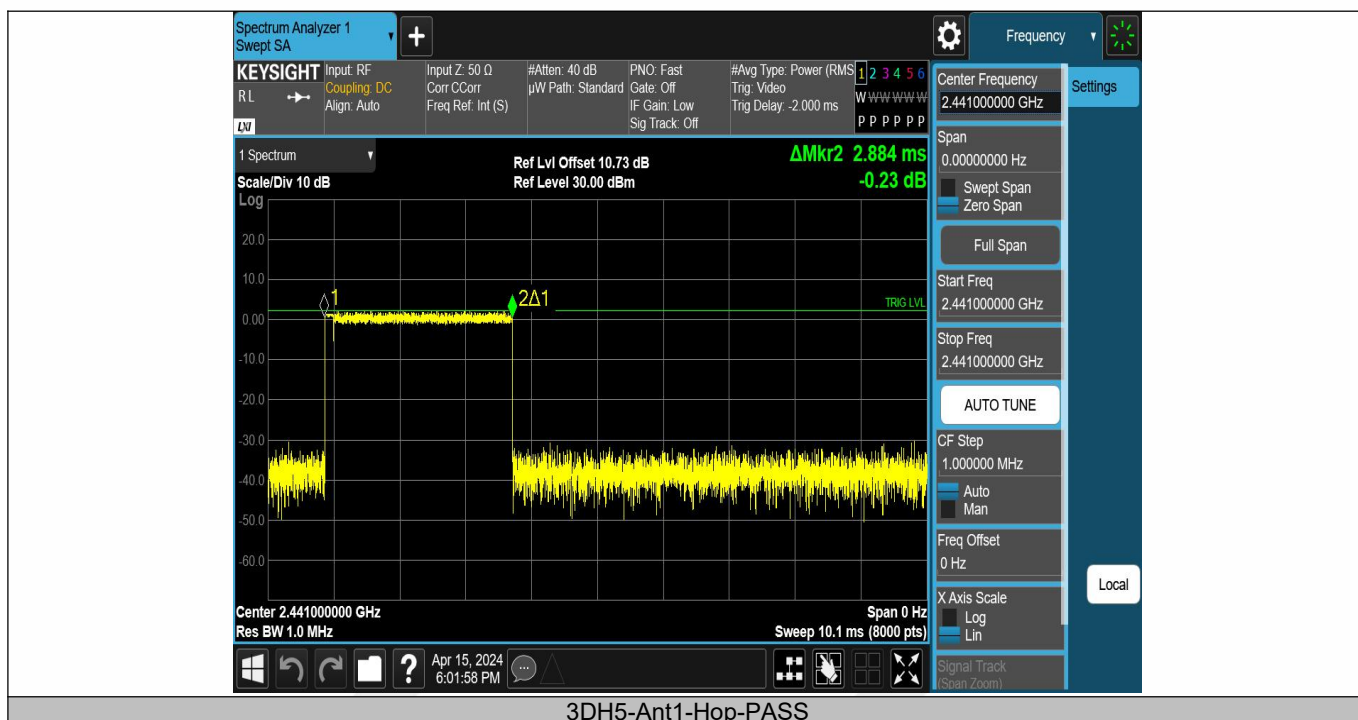 Spectrum Analyzer 1
Swept SA
Frequency
KEYSIGHT
R L
LXI
Input: RF
Coupling: DC
Align: Auto
Input Z: 50 Ω
Corr CCorr
Freq Ref: Int (S)
#Atten: 40 dB
µW Path: Standard
PNO: Fast
Gate: Off
IF Gain: Low
Sig Track: Off
#Avg Type: Power (RMS
Trig: Video
Trig Delay: -2.000 ms
1 2 3 4 5 6
W W W W W W
P P P P P P
1 Spectrum
Scale/Div 10 dB
Log
Ref Lvl Offset 10.73 dB
Ref Level 30.00 dBm
ΔMkr2 2.884 ms
-0.23 dB
20.0
10.0
0.00
-10.0
-20.0
-30.0
-40.0
-50.0
-60.0
1
2Δ1
TRIG LVL
Center 2.441000000 GHz
Res BW 1.0 MHz
Span 0 Hz
Sweep 10.1 ms (8000 pts)
Apr 15, 2024
6:01:58 PM
Center Frequency
2.441000000 GHz
Settings
Span
0.00000000 Hz
Swept Span
Zero Span
Full Span
Start Freq
2.441000000 GHz
Stop Freq
2.441000000 GHz
AUTO TUNE
CF Step
1.000000 MHz
Auto
Man
Freq Offset
0 Hz
X Axis Scale
Log
Lin
Local
Signal Track
(Span Zoom)
3DH5-Ant1-Hop-PASS